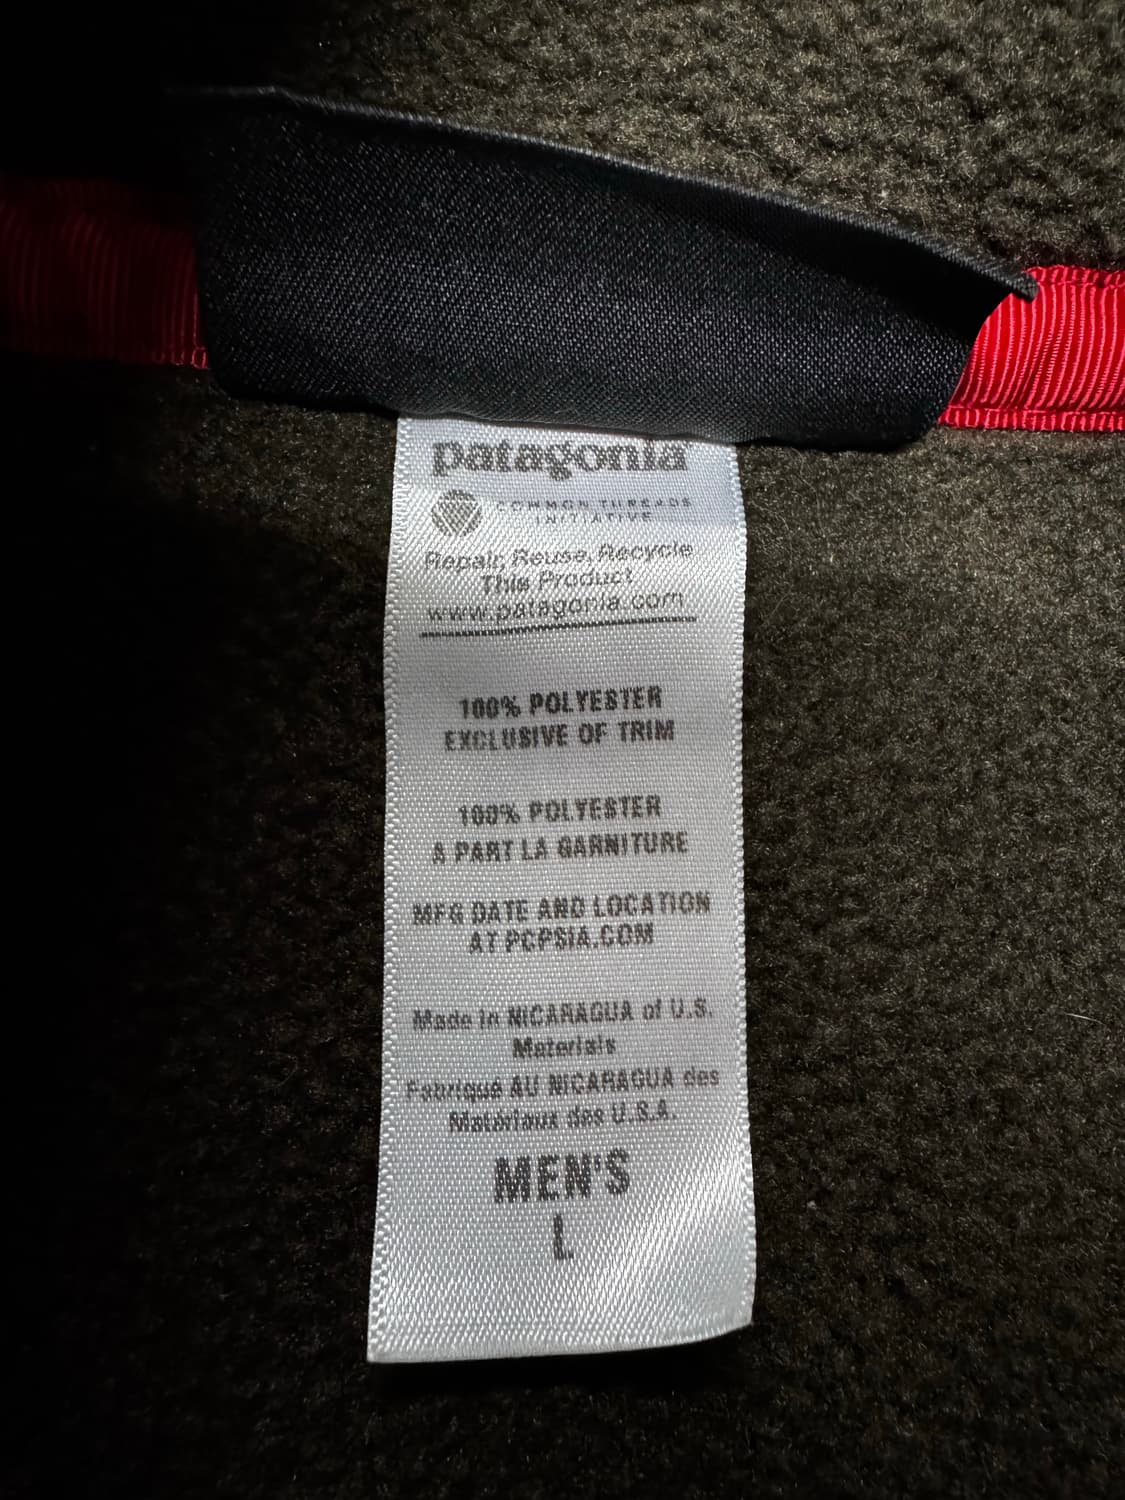 patagonia
COMMON THREADS
INITIATIVE
Repair, Reuse, Recycle
This Product
www.patagonia.com
100% POLYESTER
EXCLUSIVE OF TRIM
100% POLYESTER
A PART LA GARNITURE
MFG DATE AND LOCATION
AT PCPSIA.COM
Made in NICARAGUA of U.S.
Materials
Fabriqué AU NICARAGUA des
Matériaux des U.S.A.
MEN'S
L